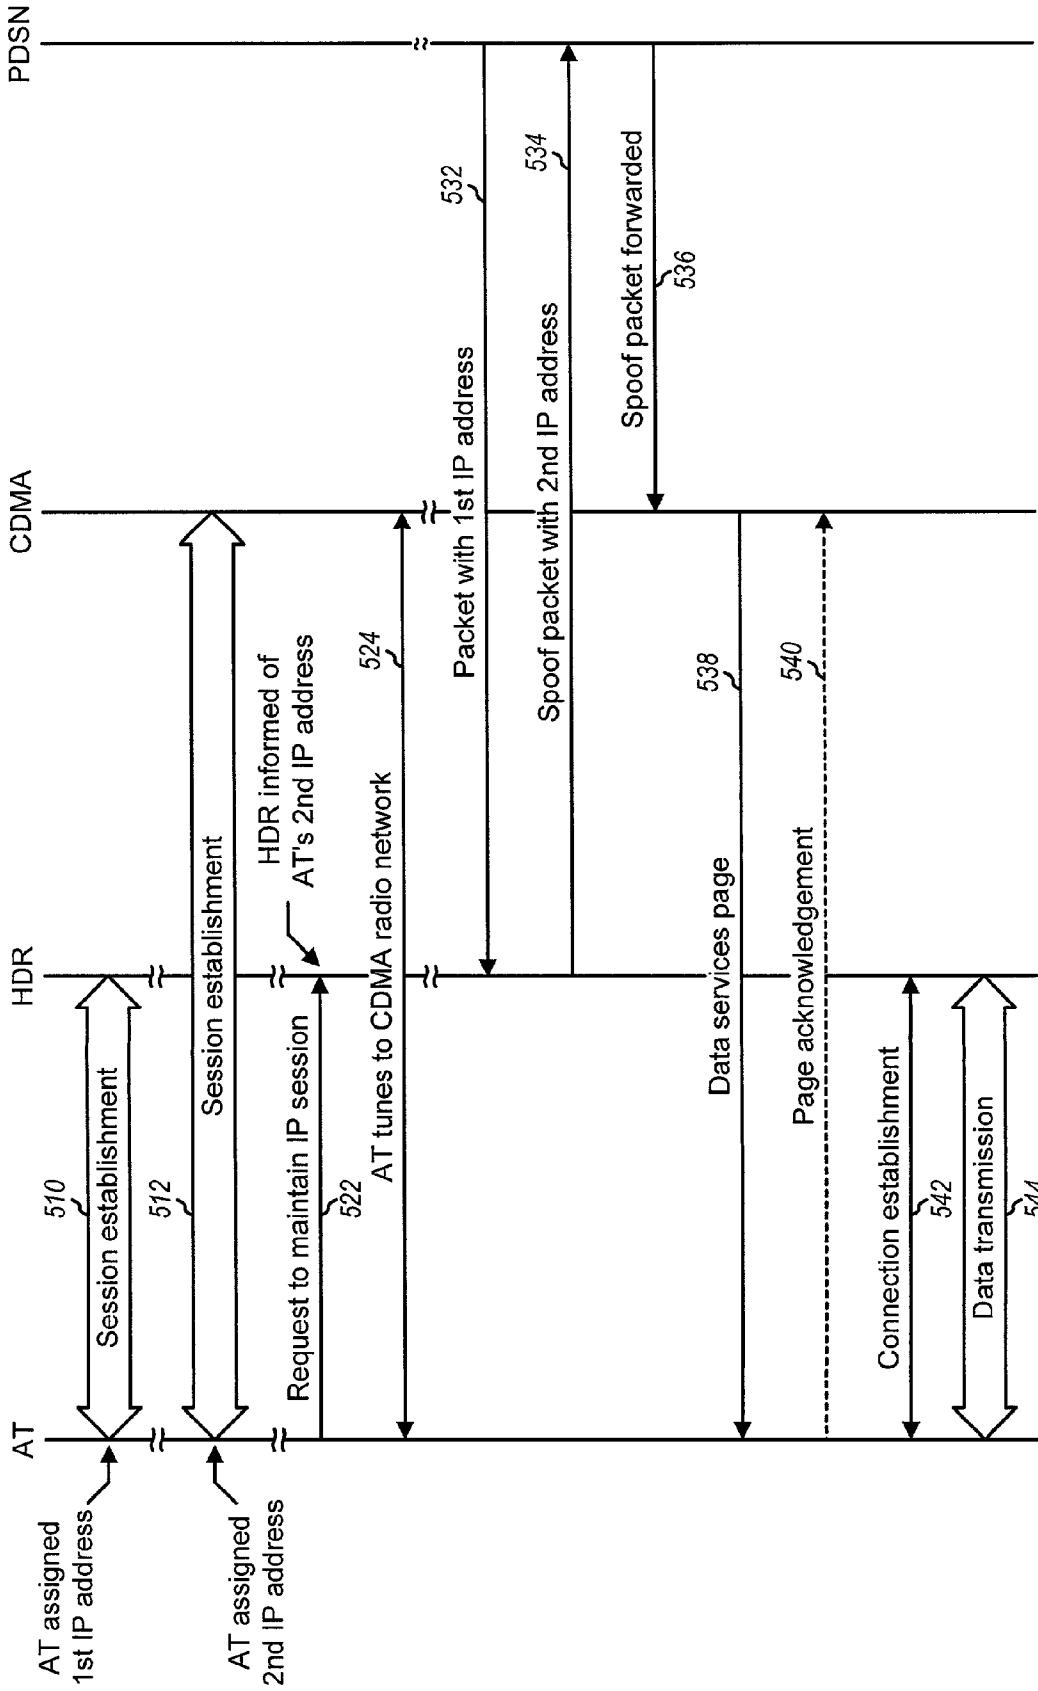 AT
HDR
CDMA
PDSN
AT assigned
1st IP address
510
Session establishment
AT assigned
2nd IP address
512
Session establishment
Request to maintain IP session
522
HDR informed of
AT's 2nd IP address
AT tunes to CDMA radio network
524
Packet with 1st IP address
532
Spoof packet with 2nd IP address
534
Spoof packet forwarded
536
Data services page
538
Page acknowledgement
540
Connection establishment
542
Data transmission
544